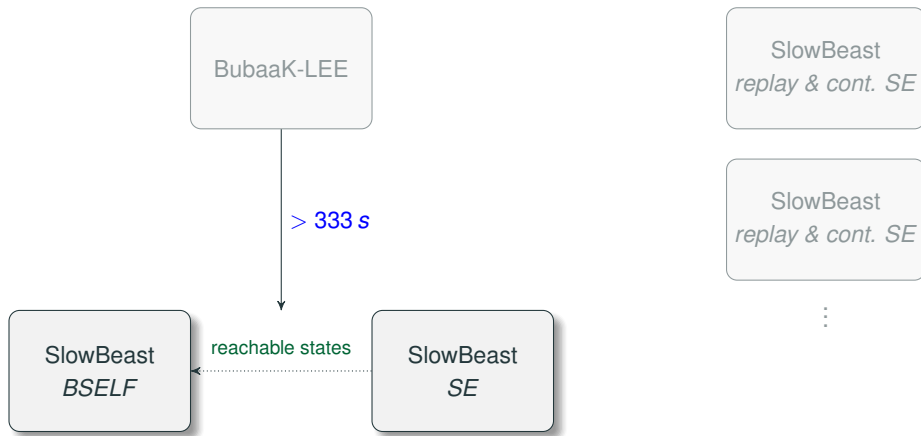 BubaaK-LEE
SlowBeast
replay & cont. SE
SlowBeast
replay & cont. SE
> 333 s
⋮
SlowBeast
BSELF
reachable states
SlowBeast
SE